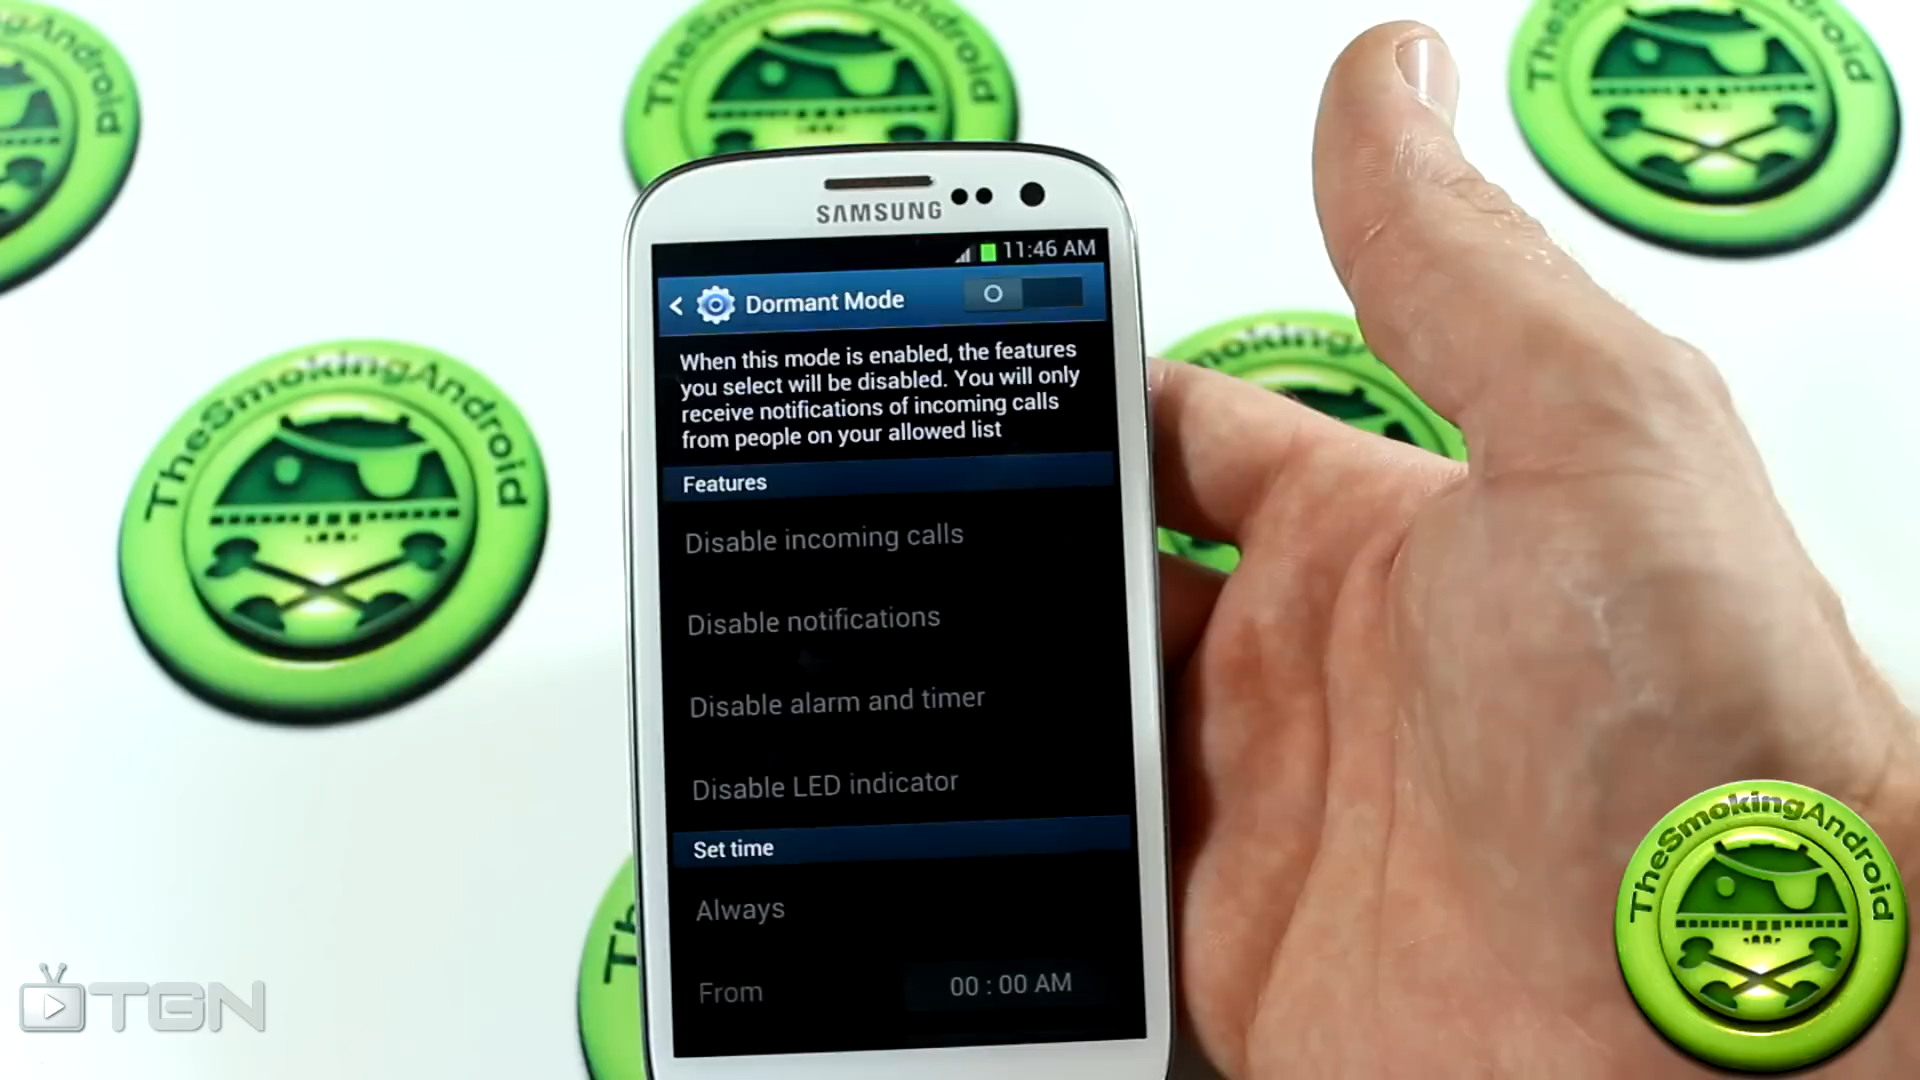 TheSmokingAndroid
TheSmokingAndroid
SAMSUNG
11:46 AM
Dormant Mode
When this mode is enabled, the features
you select will be disabled. You will only
receive notifications of incoming calls
from people on your allowed list
Features
Disable incoming calls
Disable notifications
Disable alarm and timer
Disable LED indicator
Set time
Always
From 00 : 00 AM
TheSmokingAndroid
TheSmokingAndroid
TGN